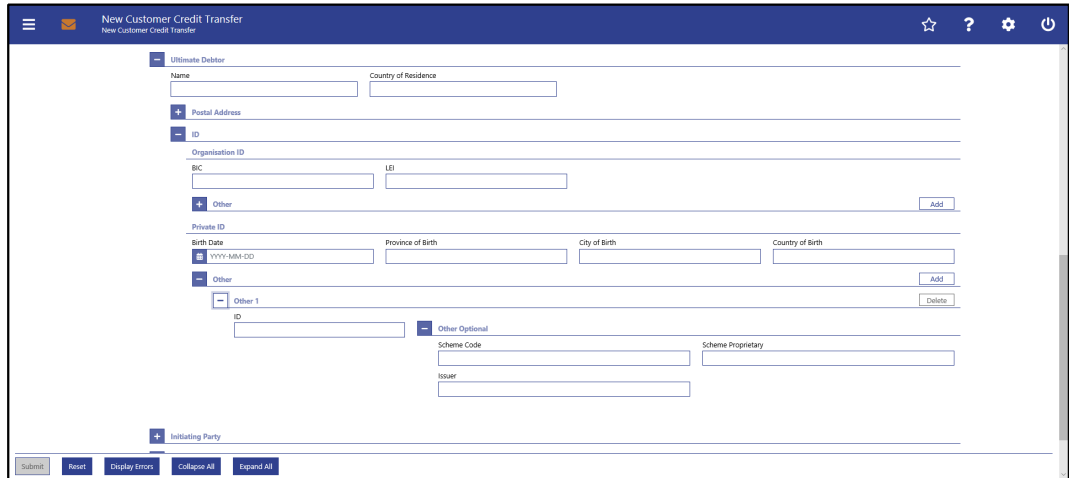 New Customer Credit Transfer
New Customer Credit Transfer
?
Ultimate Debtor
Name
Country of Residence
Postal Address
ID
Organisation ID
BIC
LEI
Other
Add
Private ID
Birth Date
Province of Birth
City of Birth
Country of Birth
YYYY-MM-DD
Other
Add
Other 1
Delete
ID
Other Optional
Scheme Code
Scheme Proprietary
Issuer
Initiating Party
Submit
Reset
Display Errors
Collapse All
Expand All